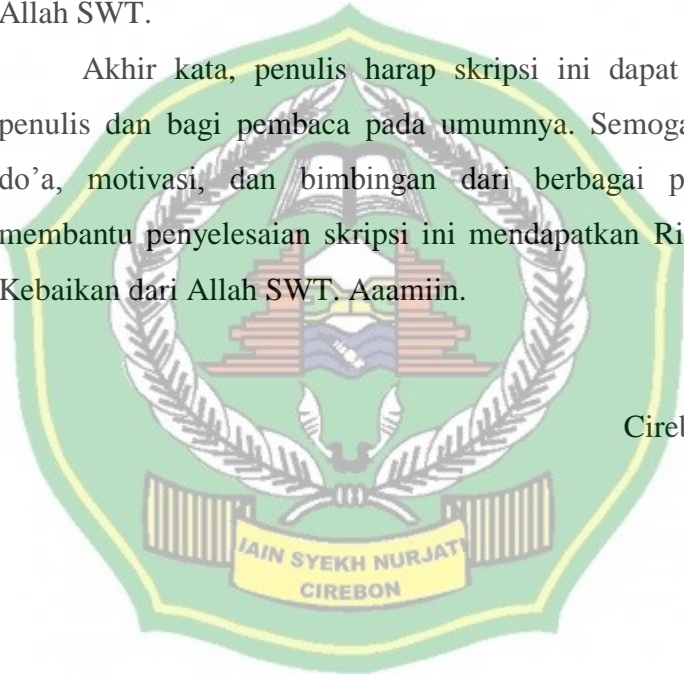 Allah SWT.
Akhir kata, penulis harap skripsi ini dapat
penulis dan bagi pembaca pada umumnya. Semoga
do’a, motivasi, dan bimbingan dari berbagai p
membantu penyelesaian skripsi ini mendapatkan Ri
Kebaikan dari Allah SWT. Aaamiin.
Cireb
IAIN SYEKH NURJATI
CIREBON